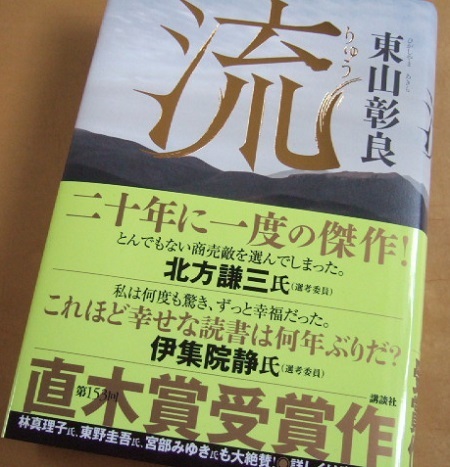 流
りゅう
東山彰良
ひがしやま あきら
二十年に一度の傑作!
とんでもない商売敵を選んでしまった。
北方謙三氏(選考委員)
私は何度も驚き、ずっと幸福だった。
これほど幸せな読書は何年ぶりだ?
伊集院静氏(選考委員)
講談社
第153回
直木賞受賞作
林真理子氏、東野圭吾氏、宮部みゆき氏も大絶賛!